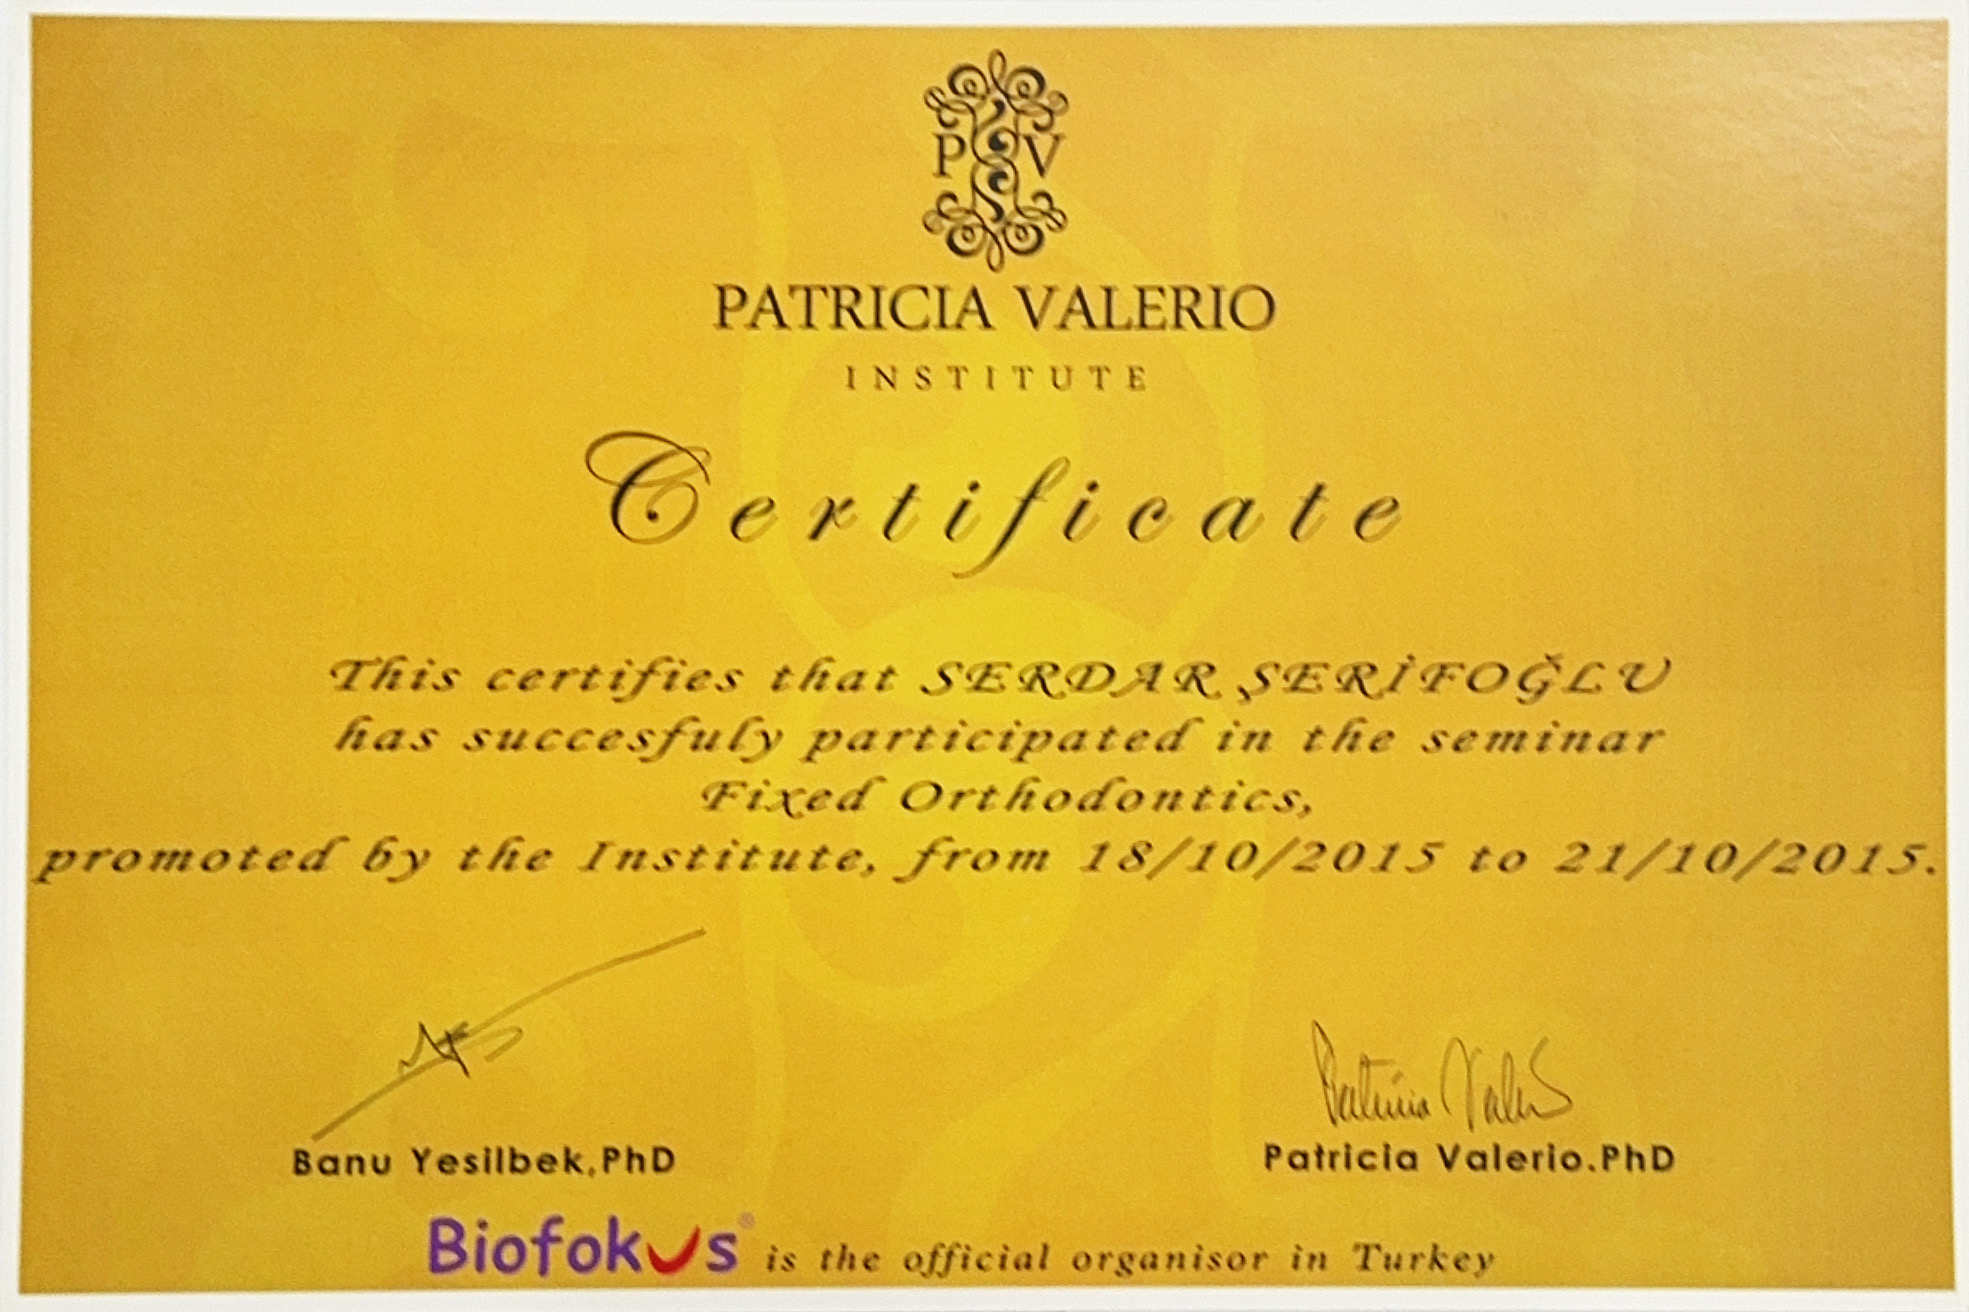 P V
PATRICIA VALERIO
INSTITUTE
Certificate
This certifies that SERDAR ŞERİFOĞLU
has succesfuly participated in the seminar
Fixed Orthodontics,
promoted by the Institute, from 18/10/2015 to 21/10/2015.
Patricia Valerio
Banu Yesilbek,PhD
Patricia Valerio.PhD
Biofokus® is the official organisor in Turkey